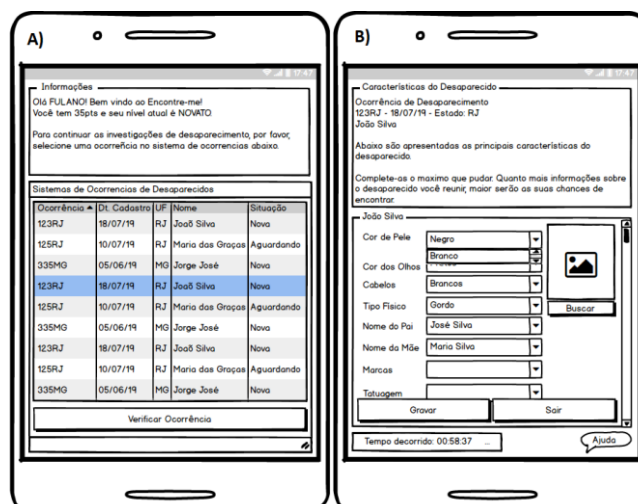 A)
17:47
Informações
Olá FULANO! Bem vindo ao Encontre-me!
Você tem 35pts e seu nível atual é NOVATO.
Para continuar as investigações de desaparecimento, por favor,
selecione uma ocorrência no sistema de ocorrencias abaixo.
Sistemas de Ocorrencias de Desaparecidos
Ocorrência Dt. Cadastro UF Nome Situação
123RJ 18/07/19 RJ Joaõ Silva Nova
125RJ 10/07/19 RJ Maria das Graças Aguardando
335MG 05/06/19 MG Jorge José Nova
123RJ 18/07/19 RJ Joaõ Silva Nova
125RJ 10/07/19 RJ Maria das Graças Aguardando
335MG 05/06/19 MG Jorge José Nova
123RJ 18/07/19 RJ Joaõ Silva Nova
125RJ 10/07/19 RJ Maria das Graças Aguardando
335MG 05/06/19 MG Jorge José Nova
Verificar Ocorrência
B)
17:47
Características do Desaparecido
Ocorrência de Desaparecimento
123RJ - 18/07/19 - Estado: RJ
João Silva
Abaixo são apresentadas as principais características do
desaparecido.
Complete-as o maximo que pudar. Quanto mais informações sobre
o desaparecido você reunir, maior serão as suas chances de
encontrar.
João Silva
Cor de Pele Negro
Branco
Cor dos Olhos
Cabelos Brancos
Tipo Físico Gordo
Buscar
Nome do Pai José Silva
Nome da Mãe Maria Silva
Marcas
Tatuagem
Gravar Sair
Tempo decorrido: 00:58:37 ...
Ajuda